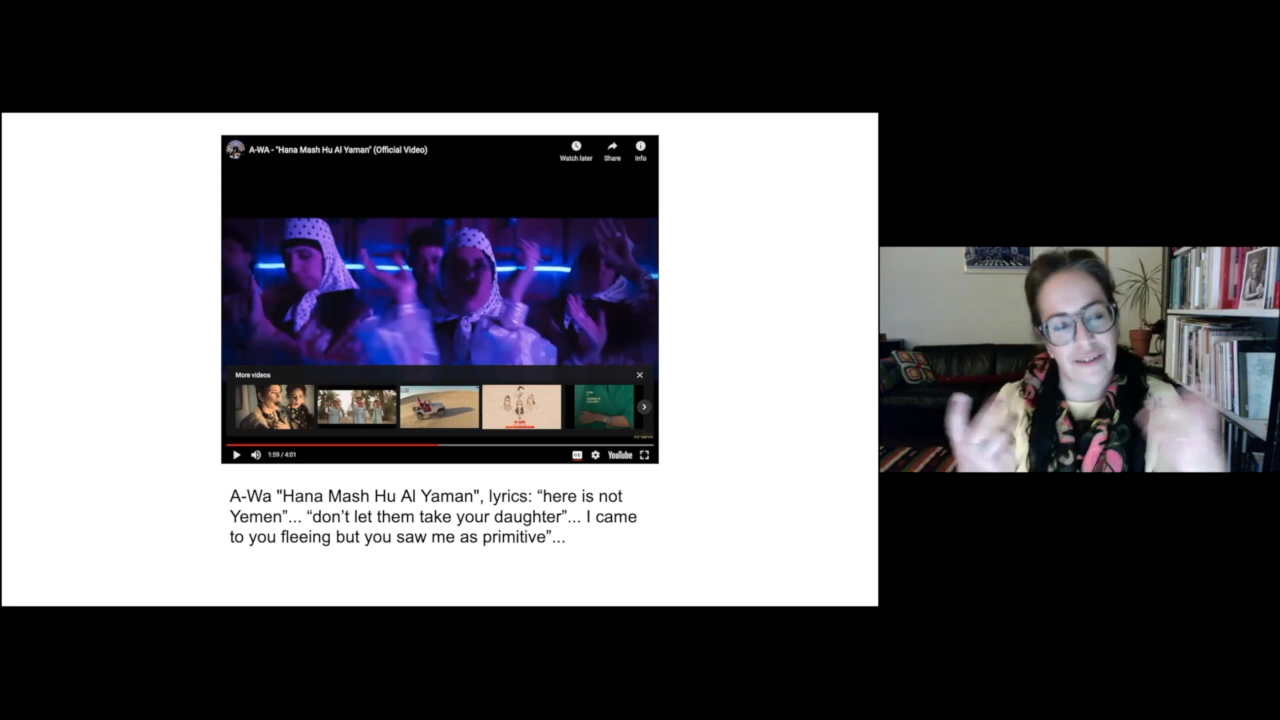 A-WA - "Hana Mash Hu Al Yaman" (Official Video)
Watch later
Share
Info
More videos
1:59 / 4:01
CC
YouTube
A-Wa "Hana Mash Hu Al Yaman", lyrics: “here is not
Yemen”... “don’t let them take your daughter”... I came
to you fleeing but you saw me as primitive”...